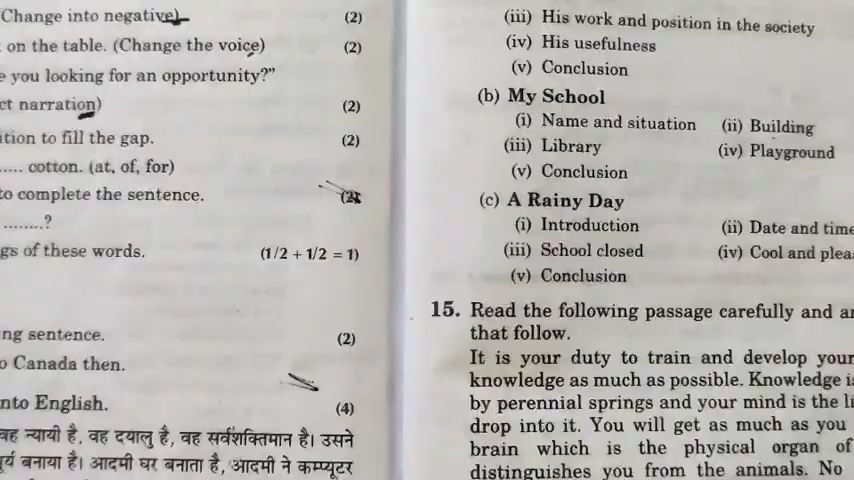 Change into negative) (2)
on the table. (Change the voice) (2)
you looking for an opportunity?"
narration) (2)
to fill the gap. (2)
..... cotton. (at, of, for)
to complete the sentence. (2)
........?
of these words. (1/2 + 1/2 = 1)
sentence. (2)
Canada then.
into English. (4)
वह न्यायी है, वह दयालु है, वह सर्वशक्तिमान है। उसने
बनाया है। आदमी घर बनाता है, आदमी ने कम्प्यूटर
(iii) His work and position in the society
(iv) His usefulness
(v) Conclusion
(b) My School
(i) Name and situation (ii) Building
(iii) Library (iv) Playground
(v) Conclusion
(c) A Rainy Day
(i) Introduction (ii) Date and time
(iii) School closed (iv) Cool and
(v) Conclusion
15. Read the following passage carefully and
that follow.
It is your duty to train and develop your
knowledge as much as possible. Knowledge
by perennial springs and your mind is the
drop into it. You will get as much as you
brain which is the physical organ of
distinguishes you from the animals. No